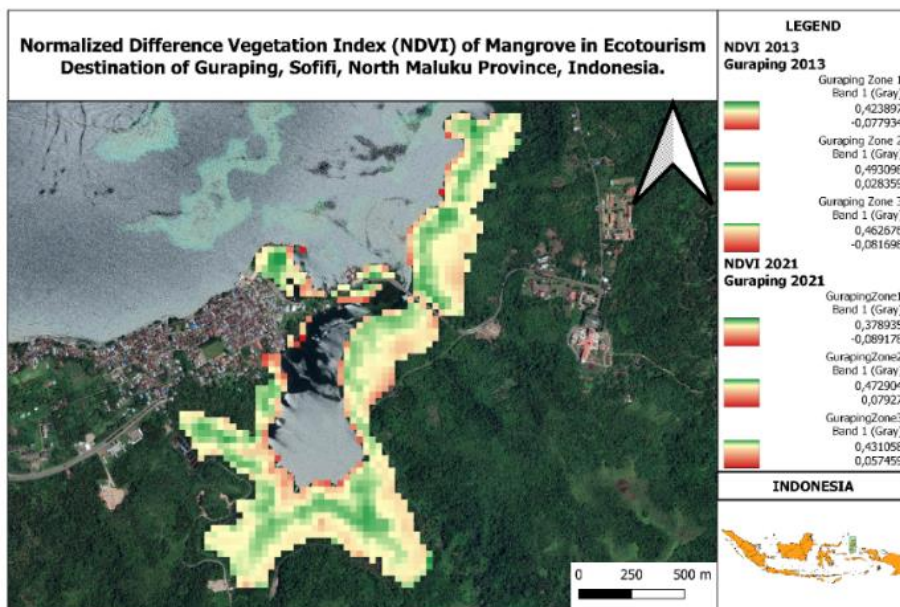 Normalized Difference Vegetation Index (NDVI) of Mangrove in Ecotourism
Destination of Guraping, Sofifi, North Maluku Province, Indonesia.
LEGEND
NDVI 2013
Guraping 2013
Guraping Zone 1
Band 1 (Gray)
0,423897
-0,077934
Guraping Zone 2
Band 1 (Gray)
0,493096
0,028359
Guraping Zone 3
Band 1 (Gray)
0,462676
-0,081696
NDVI 2021
Guraping 2021
GurapingZone1
Band 1 (Gray)
0,378935
-0,089178
GurapingZone2
Band 1 (Gray)
0,472904
0,07927
GurapingZone3
Band 1 (Gray)
0,431058
0,057459
INDONESIA
0 250 500 m